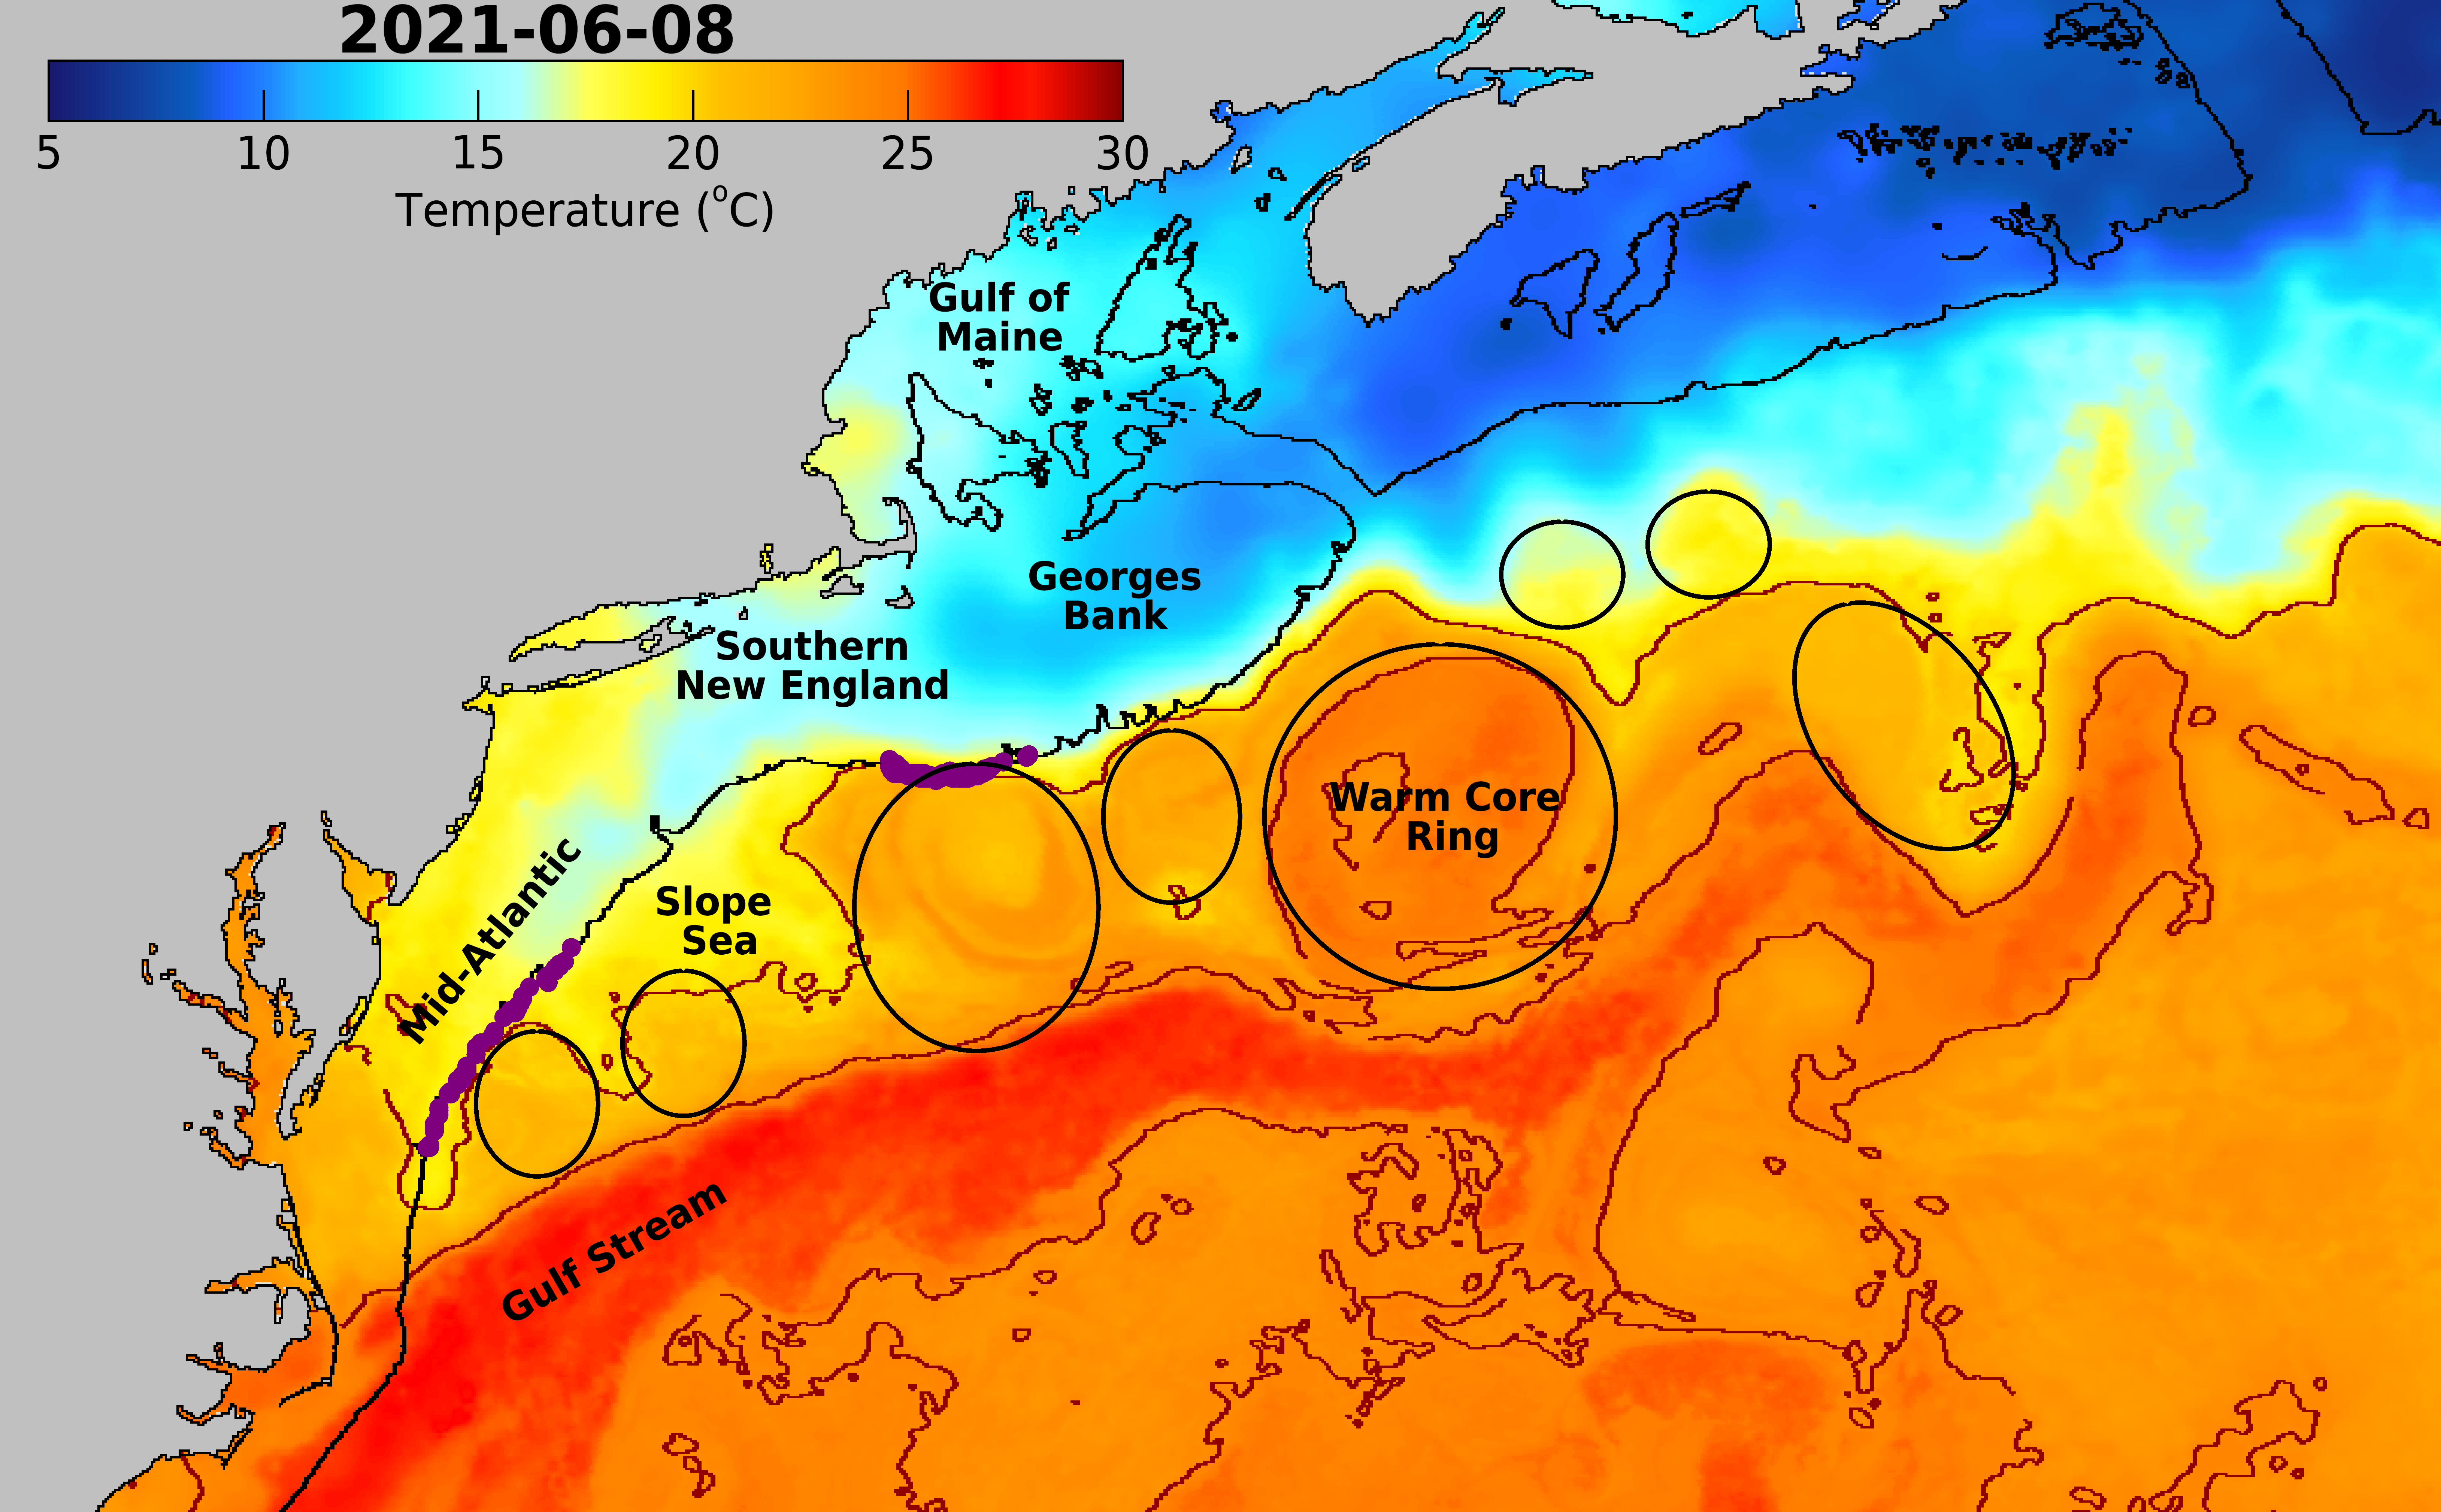 2021-06-08
5 10 15 20 25 30
Temperature (°C)
Gulf of
Maine
Georges
Bank
Southern
New England
Warm Core
Ring
Mid-Atlantic
Slope
Sea
Gulf Stream